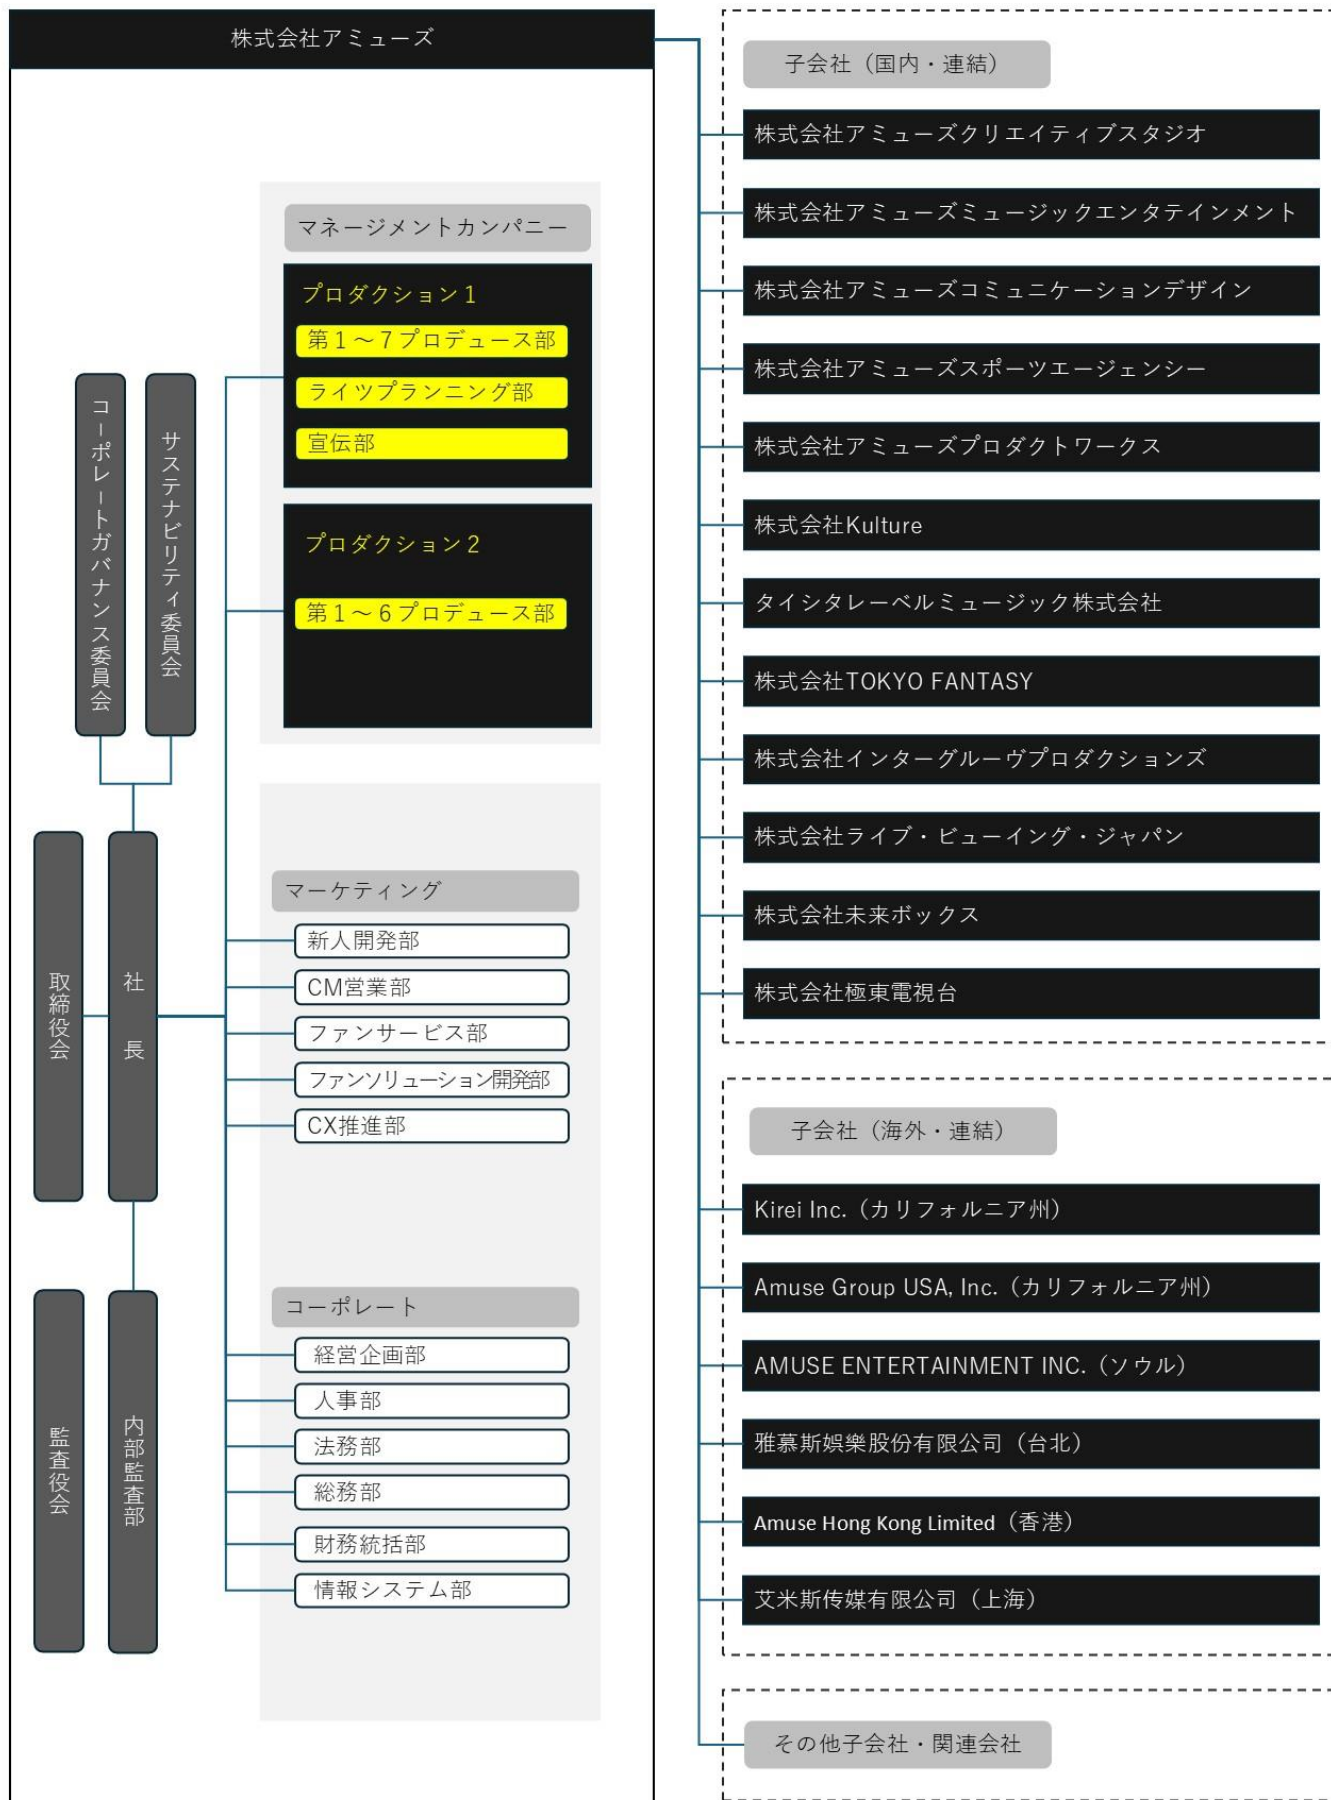 株式会社アミューズ
マネージメントカンパニー
プロダクション１
第１～７プロデュース部
ライツプランニング部
宣伝部
プロダクション２
第１～６プロデュース部
コーポレートガバナンス委員会
サステナビリティ委員会
取締役会
社長
監査役会
内部監査部
マーケティング
新人開発部
CM営業部
ファンサービス部
ファンソリューション開発部
CX推進部
コーポレート
経営企画部
人事部
法務部
総務部
財務統括部
情報システム部
子会社（国内・連結）
株式会社アミューズクリエイティブスタジオ
株式会社アミューズミュージックエンタテインメント
株式会社アミューズコミュニケーションデザイン
株式会社アミューズスポーツエージェンシー
株式会社アミューズプロダクトワークス
株式会社Kulture
タイシタレーベルミュージック株式会社
株式会社TOKYO FANTASY
株式会社インターグルーヴプロダクションズ
株式会社ライブ・ビューイング・ジャパン
株式会社未来ボックス
株式会社極東電視台
子会社（海外・連結）
Kirei Inc.（カリフォルニア州）
Amuse Group USA, Inc.（カリフォルニア州）
AMUSE ENTERTAINMENT INC.（ソウル）
雅慕斯娯樂股份有限公司（台北）
Amuse Hong Kong Limited（香港）
艾米斯传媒有限公司（上海）
その他子会社・関連会社